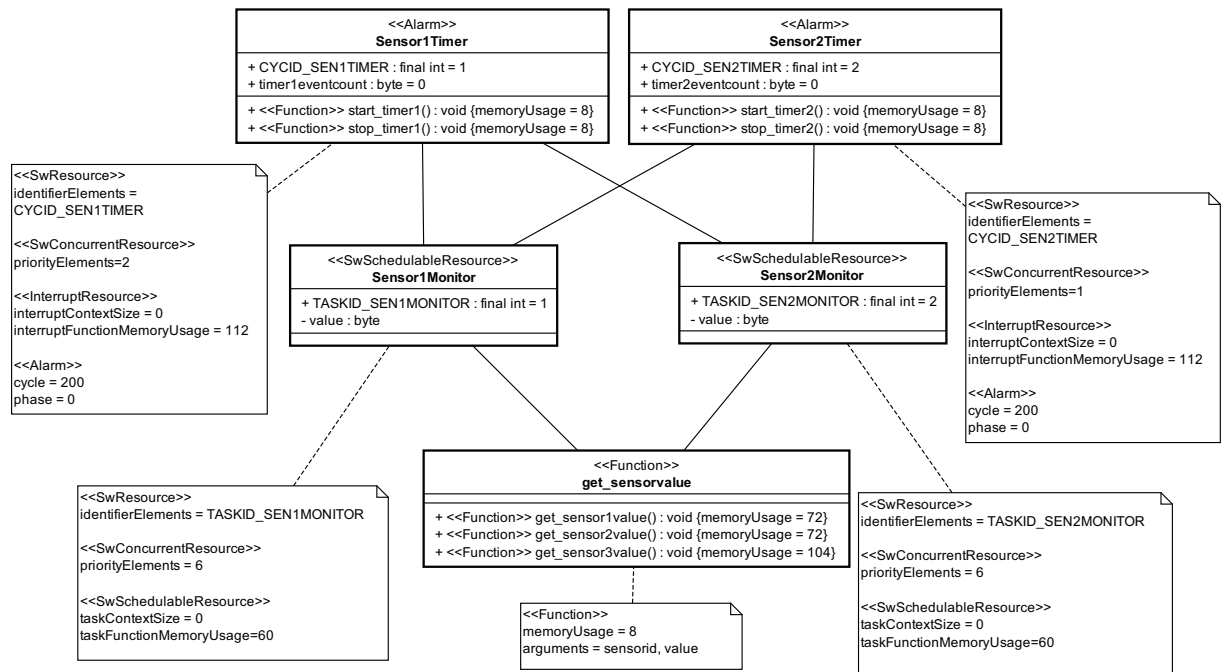 <<Alarm>>
Sensor1Timer
+ CYCID_SEN1TIMER : final int = 1
+ timer1eventcount : byte = 0
+ <<Function>> start_timer1() : void {memoryUsage = 8}
+ <<Function>> stop_timer1() : void {memoryUsage = 8}
<<Alarm>>
Sensor2Timer
+ CYCID_SEN2TIMER : final int = 2
+ timer2eventcount : byte = 0
+ <<Function>> start_timer2() : void {memoryUsage = 8}
+ <<Function>> stop_timer2() : void {memoryUsage = 8}
<<SwResource>>
identifierElements =
CYCID_SEN1TIMER
<<SwConcurrentResource>>
priorityElements=2
<<InterruptResource>>
interruptContextSize = 0
interruptFunctionMemoryUsage = 112
<<Alarm>>
cycle = 200
phase = 0
<<SwSchedulableResource>>
Sensor1Monitor
+ TASKID_SEN1MONITOR : final int = 1
- value : byte
<<SwSchedulableResource>>
Sensor2Monitor
+ TASKID_SEN2MONITOR : final int = 2
- value : byte
<<SwResource>>
identifierElements =
CYCID_SEN2TIMER
<<SwConcurrentResource>>
priorityElements=1
<<InterruptResource>>
interruptContextSize = 0
interruptFunctionMemoryUsage = 112
<<Alarm>>
cycle = 200
phase = 0
<<SwResource>>
identifierElements = TASKID_SEN1MONITOR
<<SwConcurrentResource>>
priorityElements = 6
<<SwSchedulableResource>>
taskContextSize = 0
taskFunctionMemoryUsage=60
<<Function>>
get_sensorvalue
+ <<Function>> get_sensor1value() : void {memoryUsage = 72}
+ <<Function>> get_sensor2value() : void {memoryUsage = 72}
+ <<Function>> get_sensor3value() : void {memoryUsage = 104}
<<Function>>
memoryUsage = 8
arguments = sensorid, value
<<SwResource>>
identifierElements = TASKID_SEN2MONITOR
<<SwConcurrentResource>>
priorityElements = 6
<<SwSchedulableResource>>
taskContextSize = 0
taskFunctionMemoryUsage=60